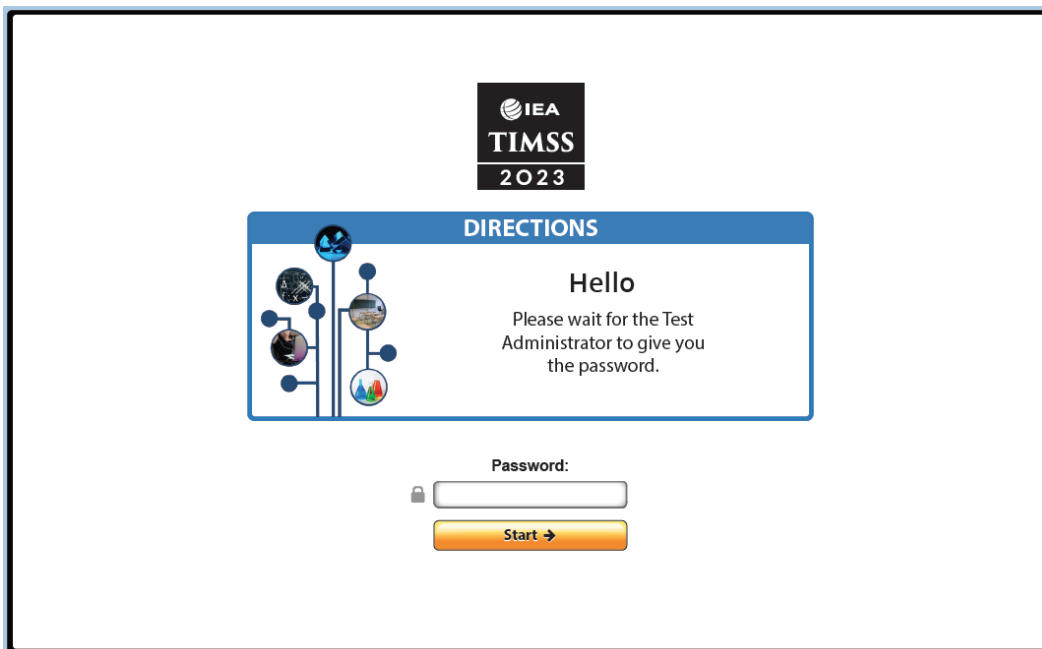 IEA
TIMSS
2023
DIRECTIONS
Hello
Please wait for the Test
Administrator to give you
the password.
Password:
Start →